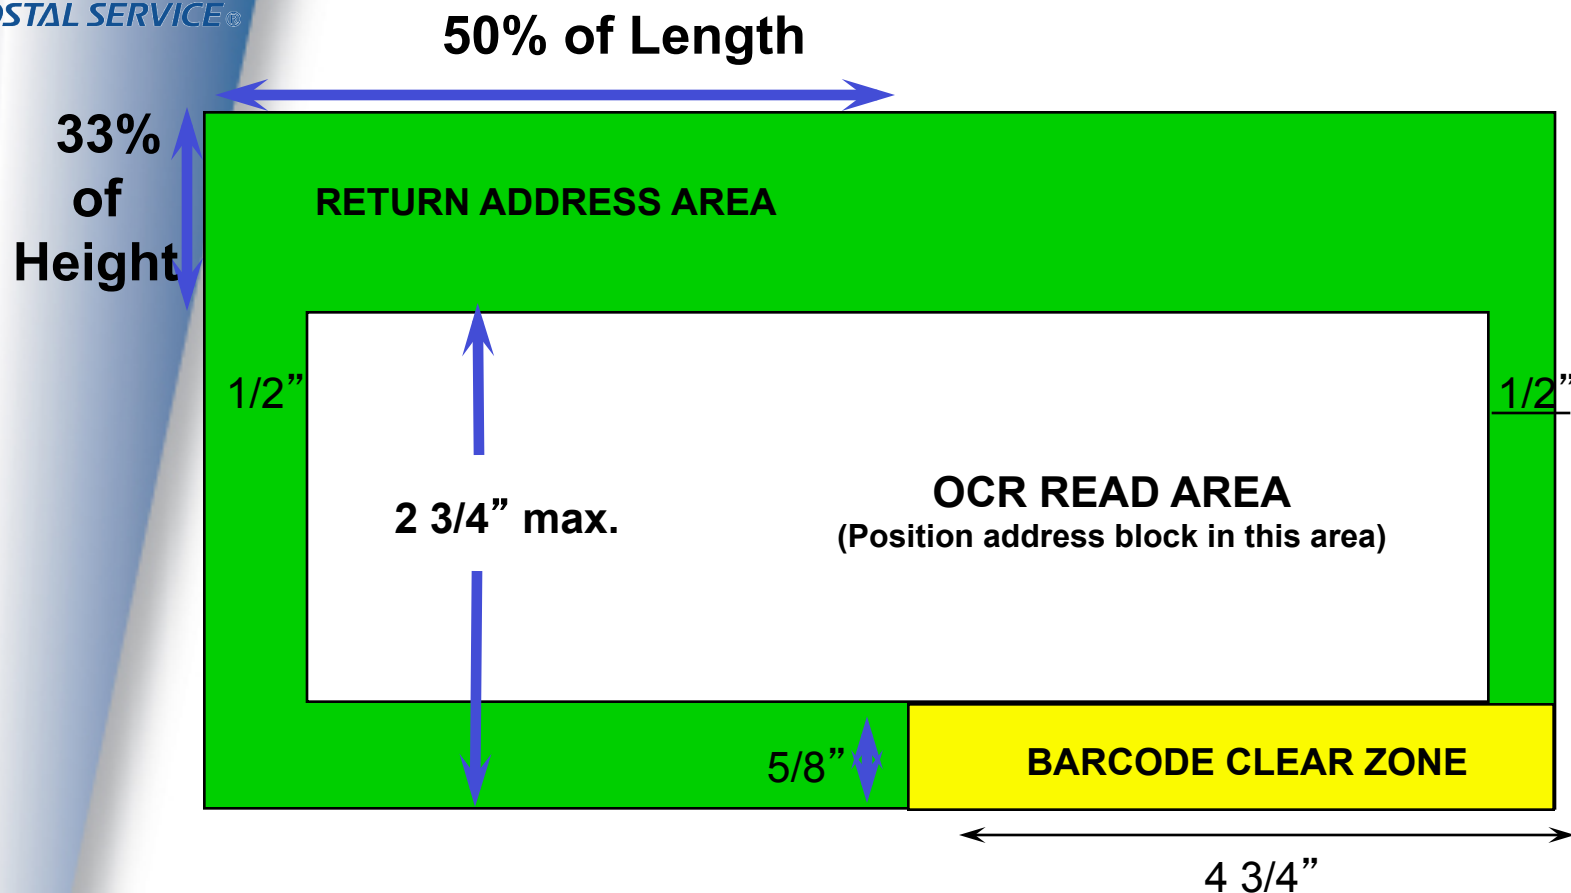 POSTAL SERVICE®
50% of Length
33%
of
Height
RETURN ADDRESS AREA
1/2”
1/2”
2 3/4” max.
OCR READ AREA
(Position address block in this area)
5/8”
BARCODE CLEAR ZONE
4 3/4”